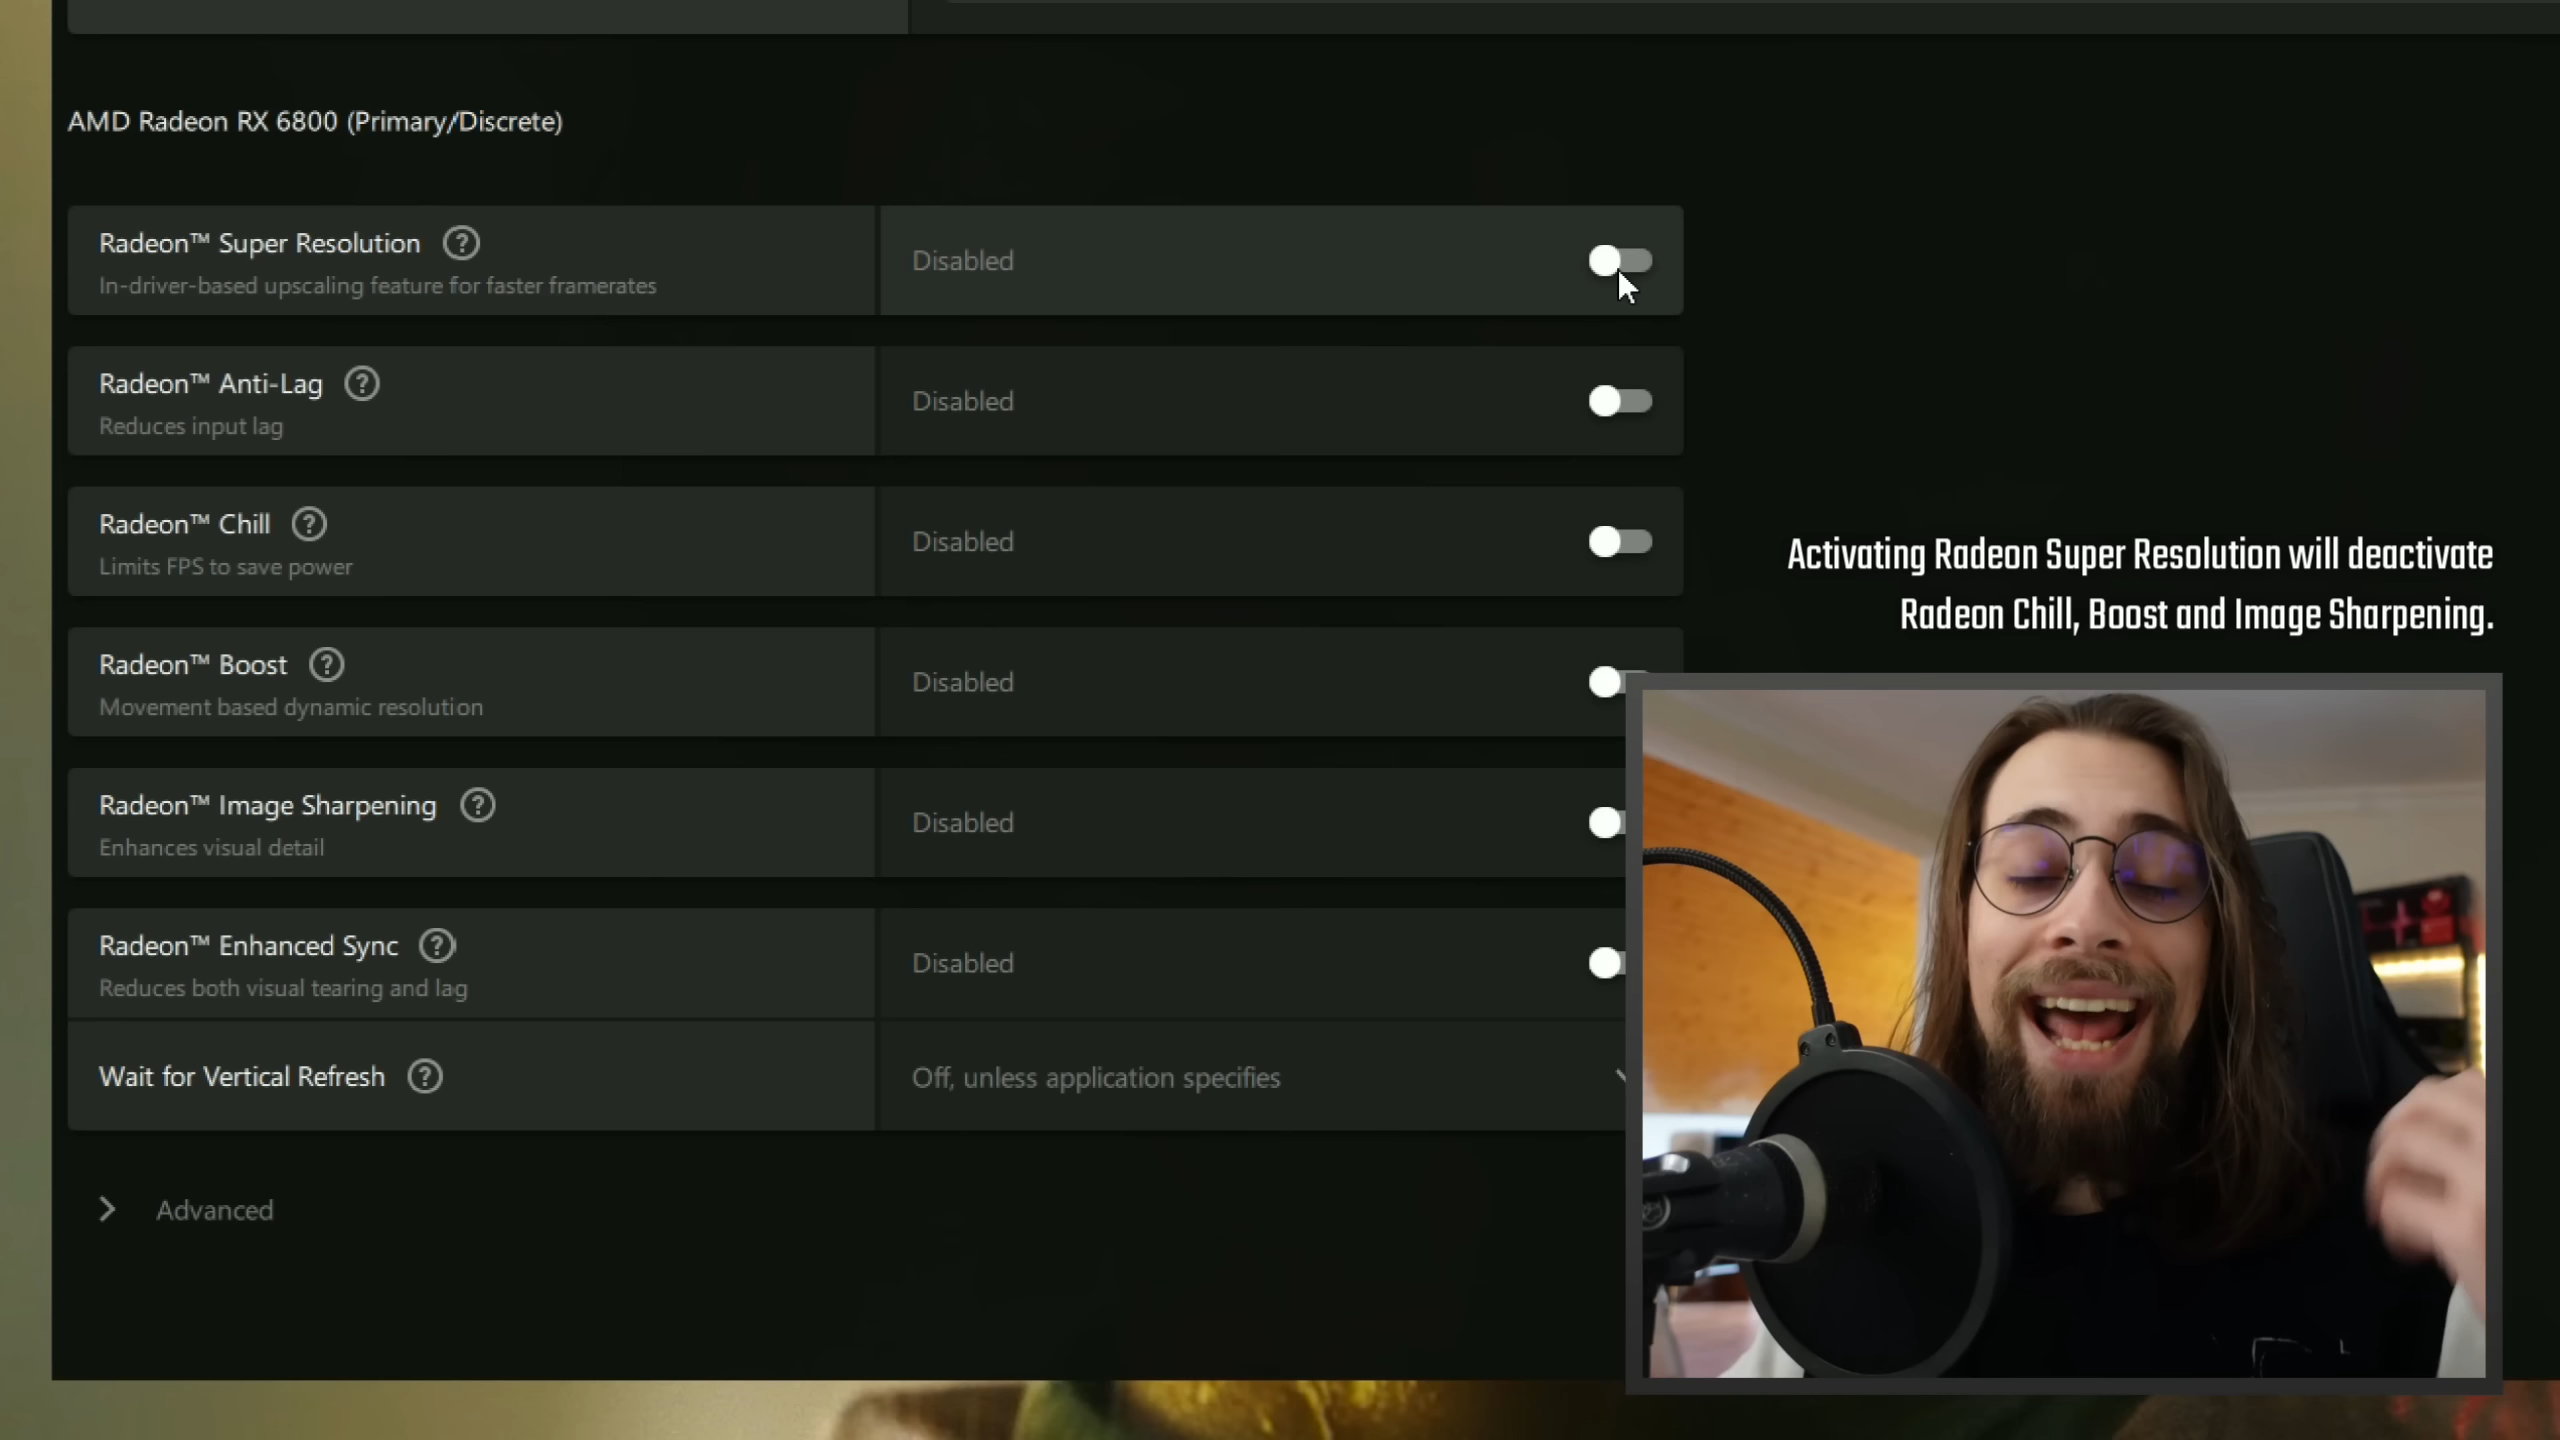 AMD Radeon RX 6800 (Primary/Discrete)
Radeon™ Super Resolution
In-driver-based upscaling feature for faster framerates
Disabled
Radeon™ Anti-Lag
Reduces input lag
Disabled
Radeon™ Chill
Limits FPS to save power
Disabled
Activating Radeon Super Resolution will deactivate
Radeon Chill, Boost and Image Sharpening.
Radeon™ Boost
Movement based dynamic resolution
Disabled
Radeon™ Image Sharpening
Enhances visual detail
Disabled
Radeon™ Enhanced Sync
Reduces both visual tearing and lag
Disabled
Wait for Vertical Refresh
Off, unless application specifies
Advanced